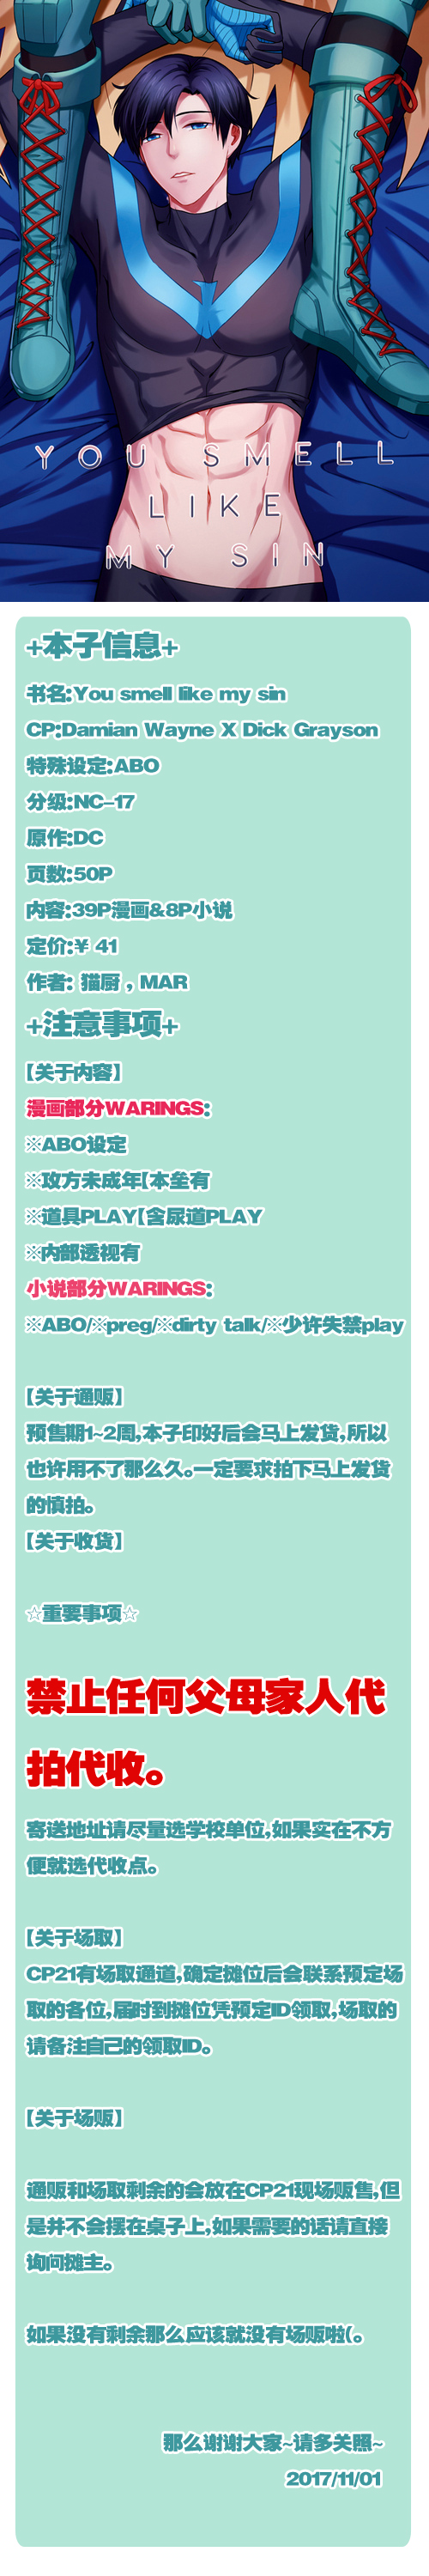 YOU SMELL
LIKE
MY SIN
+本子信息+
书名:You smell like my sin
CP:Damian Wayne X Dick Grayson
特殊设定:ABO
分级:NC-17
原作:DC
页数:50P
内容:39P漫画&8P小说
定价:¥ 41
作者: 猫厨 , MAR
+注意事项+
【关于内容】
漫画部分WARINGS:
※ABO设定
※攻方未成年【本垒有
※道具PLAY【含尿道PLAY
※内部透视有
小说部分WARINGS:
※ABO/※preg/※dirty talk/※少许失禁play
【关于通贩】
预售期1~2周,本子印好后会马上发货,所以
也许用不了那么久。一定要求拍下马上发货
的慎拍。
【关于收货】
☆重要事项☆
禁止任何父母家人代
拍代收。
寄送地址请尽量选学校单位,如果实在不方
便就选代收点。
【关于场取】
CP21有场取通道,确定摊位后会联系预定场
取的各位,届时到摊位凭预定ID领取,场取的
请备注自己的领取ID。
【关于场贩】
通贩和场取剩余的会放在CP21现场贩售,但
是并不会摆在桌子上,如果需要的话请直接
询问摊主。
如果没有剩余那么应该就没有场贩啦(。
那么谢谢大家~请多关照~
2017/11/01